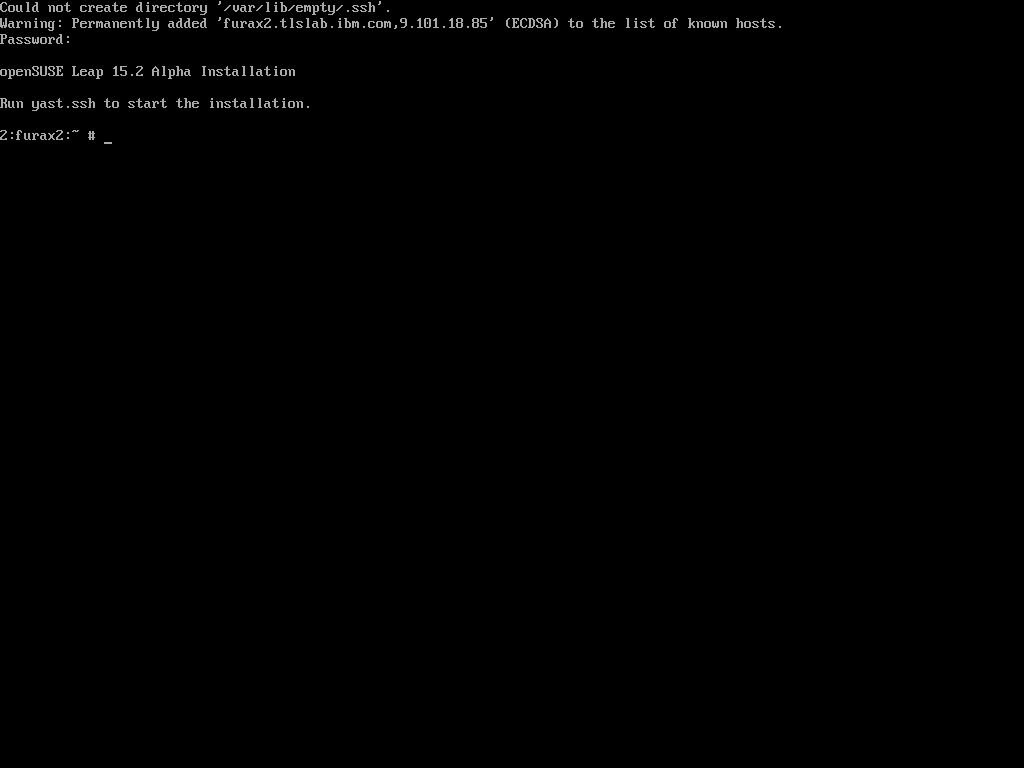 Could not create directory '/var/lib/empty/.ssh'.
Warning: Permanently added 'furax2.tlslab.ibm.com,9.101.18.85' (ECDSA) to the list of known hosts.
Password:
openSUSE Leap 15.2 Alpha Installation
Run yast.ssh to start the installation.
2:furax2:~ # _